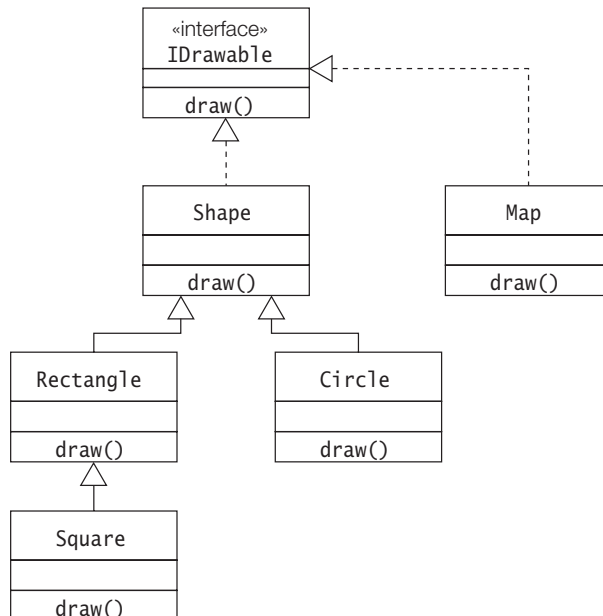 «interface»
IDrawable
draw()
Shape
draw()
Map
draw()
Rectangle
draw()
Circle
draw()
Square
draw()